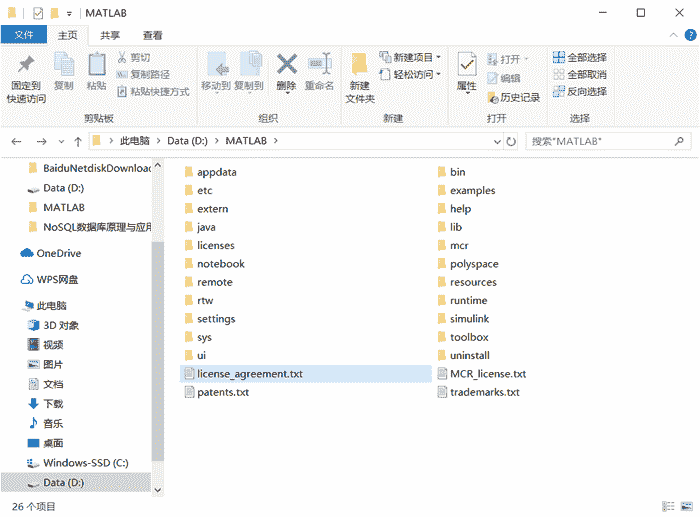 MATLAB
文件 主页 共享 查看
固定到快速访问
复制
粘贴
剪切
复制路径
粘贴快捷方式
剪贴板
移动到
复制到
删除
重命名
组织
新建文件夹
新建项目
轻松访问
新建
属性
打开
编辑
历史记录
打开
全部选择
全部取消
反向选择
选择
此电脑 > Data (D:) > MATLAB >
搜索"MATLAB"
BaiduNetdiskDownload
Data (D:)
MATLAB
NoSQL数据库原理与应用
OneDrive
WPS网盘
此电脑
3D 对象
视频
图片
文档
下载
音乐
桌面
Windows-SSD (C:)
Data (D:)
appdata bin
etc examples
extern help
java lib
licenses mcr
notebook polyspace
remote resources
rtw runtime
settings simulink
sys toolbox
ui uninstall
license_agreement.txt MCR_license.txt
patents.txt trademarks.txt
26 个项目